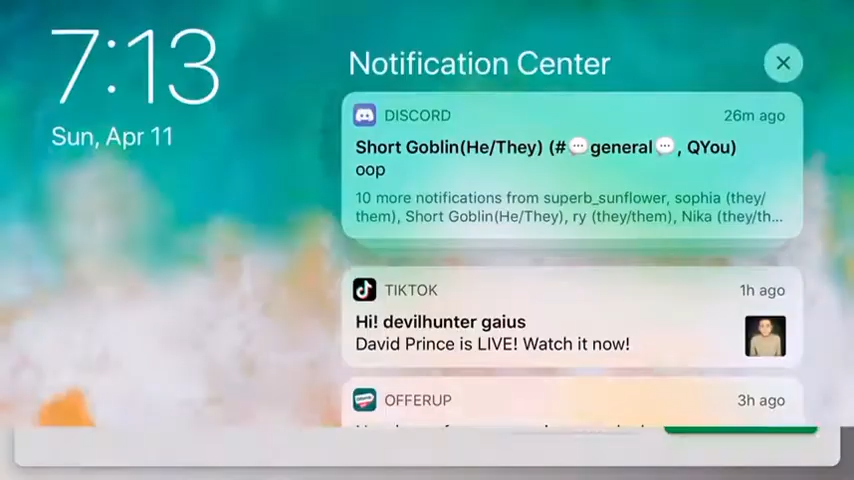 7:13
Sun, Apr 11
Notification Center
DISCORD
26m ago
Short Goblin(He/They) (#💬general💬, QYou)
oop
10 more notifications from superb_sunflower, sophia (they/
them), Short Goblin(He/They), ry (they/them), Nika (they/th...
TIKTOK
1h ago
Hi! devilhunter gaius
David Prince is LIVE! Watch it now!
OFFERUP
3h ago